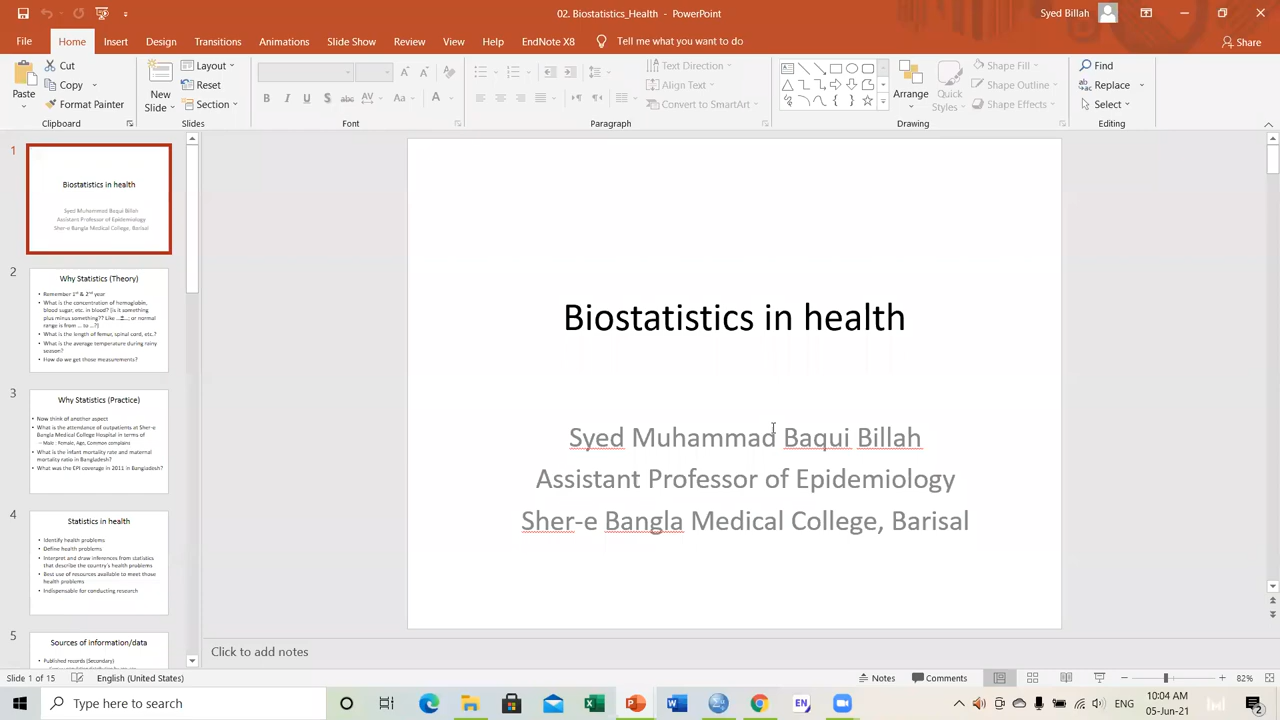 02. Biostatistics_Health - PowerPoint
Syed Billah
File Home Insert Design Transitions Animations Slide Show Review View Help EndNote X8 Tell me what you want to do Share
Paste Cut Copy Format Painter
Clipboard
New Slide Layout Reset Section
Slides
B I U S abc AV Aa A
Font
Text Direction
Align Text
Convert to SmartArt
Paragraph
Arrange Quick Styles Shape Fill Shape Outline Shape Effects
Drawing
Find
Replace
Select
Editing
1
Biostatistics in health
Syed Muhammad Baqui Billah
Assistant Professor of Epidemiology
Sher-e Bangla Medical College, Barisal
2
Why Statistics (Theory)
• Remember 1st & 2nd year
• What is the concentration of hemoglobin,
blood sugar, etc. in blood? [Is it something
plus minus something?? Like ...±...; or normal
range is from ... to ...?]
• What is the length of femur, spinal cord, etc.?
• What is the average temperature during rainy
season?
• How do we get those measurements?
3
Why Statistics (Practice)
• Now think of another aspect
• What is the attendance of outpatients at Sher-e
Bangla Medical College Hospital in terms of
– Male : Female, Age, Common complains
• What is the infant mortality rate and maternal
mortality ratio in Bangladesh?
• What was the EPI coverage in 2011 in Bangladesh?
4
Statistics in health
• Identify health problems
• Define health problems
• Interpret and draw inferences from statistics
that describe the country's health problems
• Best use of resources available to meet those
health problems
• Indispensable for conducting research
5
Sources of information/data
• Published records (Secondary)
Biostatistics in health
Syed Muhammad Baqui Billah
Assistant Professor of Epidemiology
Sher-e Bangla Medical College, Barisal
Click to add notes
Slide 1 of 15 English (United States) Notes Comments 82%
Type here to search
EN
ENG
10:04 AM
05-Jun-21
2